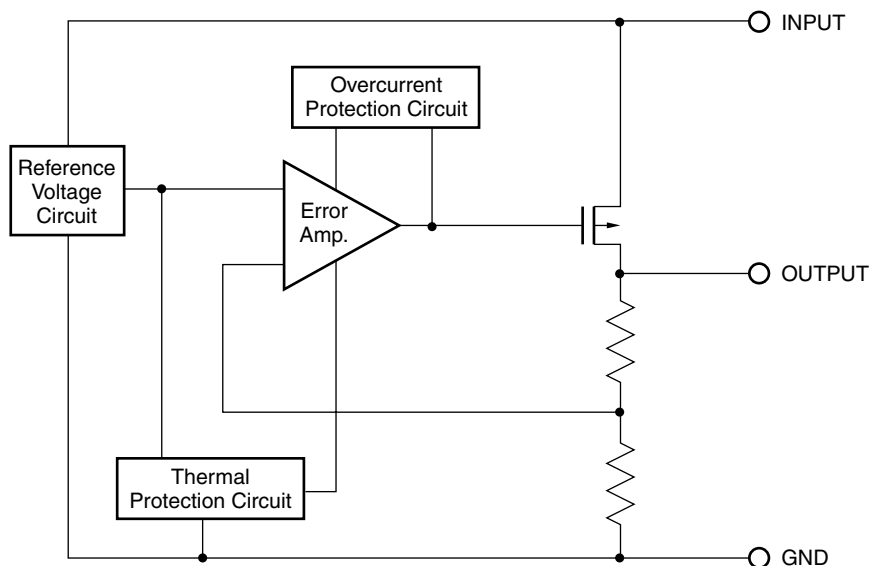 INPUT
Overcurrent
Protection Circuit
Reference
Voltage
Circuit
Error
Amp.
OUTPUT
Thermal
Protection Circuit
GND